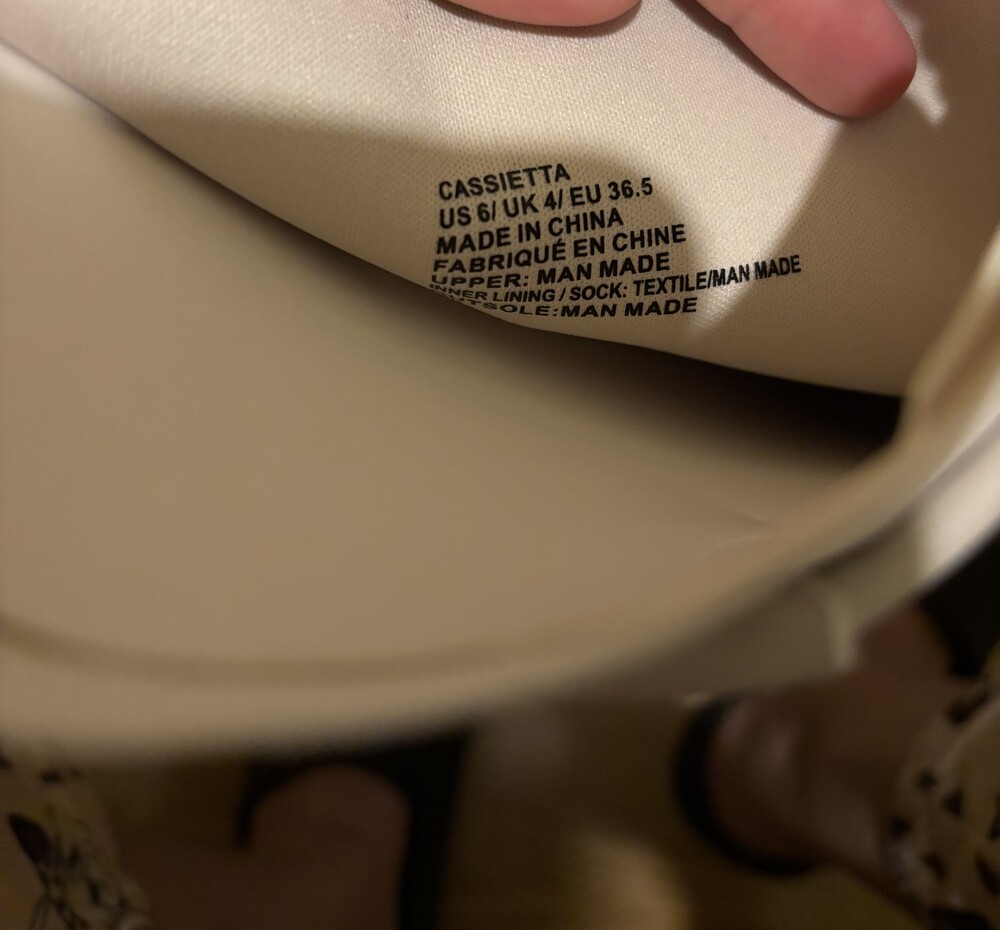 CASSIETTA
US 6/ UK 4/ EU 36.5
MADE IN CHINA
FABRIQUÉ EN CHINE
UPPER: MAN MADE
INNER LINING / SOCK: TEXTILE/MAN MADE
OUTSOLE:MAN MADE